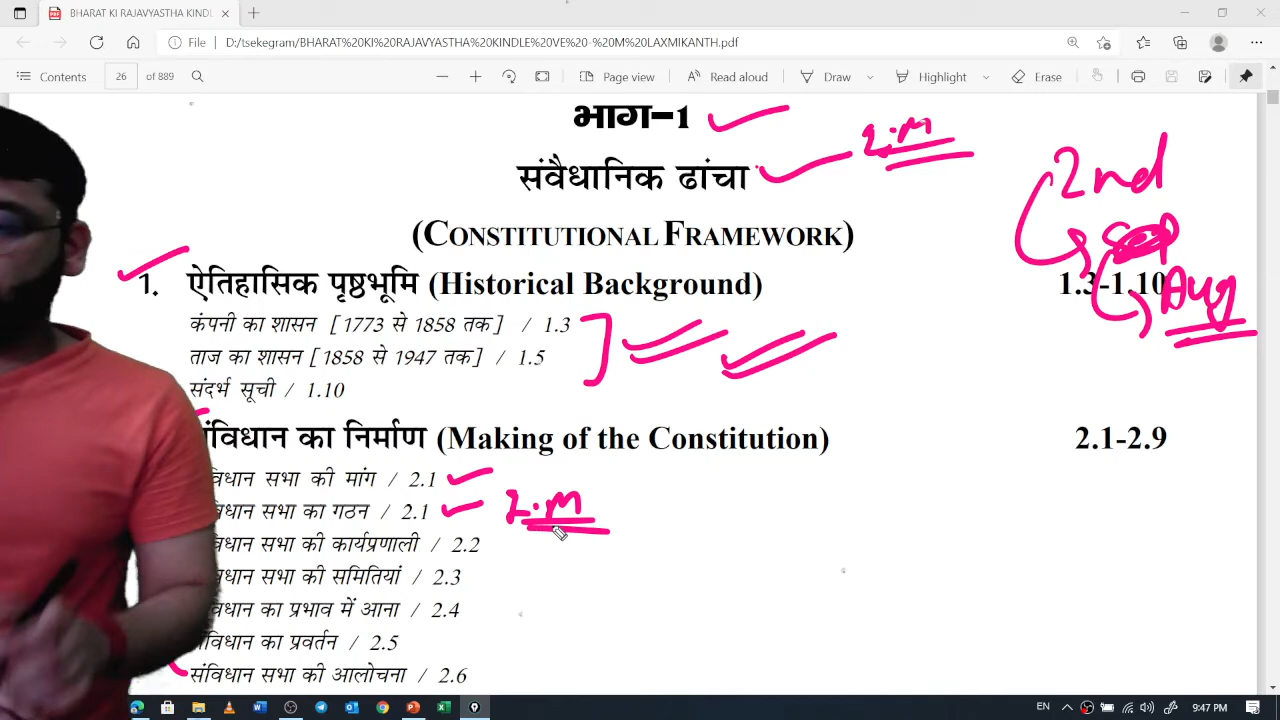 BHARAT KI RAJAVYASTHA KINDL
File D:/tsekegram/BHARAT%20KI%20RAJAVYASTHA%20KINDLE%20VE%20-%20M%20LAXMIKANTH.pdf
Contents 26 of 889 Page view Read aloud Draw Highlight Erase
भाग-1
2.M
2nd
संवैधानिक ढांचा
(CONSTITUTIONAL FRAMEWORK)
1. ऐतिहासिक पृष्ठभूमि (Historical Background) 1.3-1.10
Aug
कंपनी का शासन [1773 से 1858 तक] / 1.3
ताज का शासन [1858 से 1947 तक] / 1.5
संदर्भ सूची / 1.10
संविधान का निर्माण (Making of the Constitution) 2.1-2.9
संविधान सभा की मांग / 2.1
संविधान सभा का गठन / 2.1 2.M
संविधान सभा की कार्यप्रणाली / 2.2
संविधान सभा की समितियां / 2.3
संविधान का प्रभाव में आना / 2.4
संविधान का प्रवर्तन / 2.5
संविधान सभा की आलोचना / 2.6
EN 9:47 PM